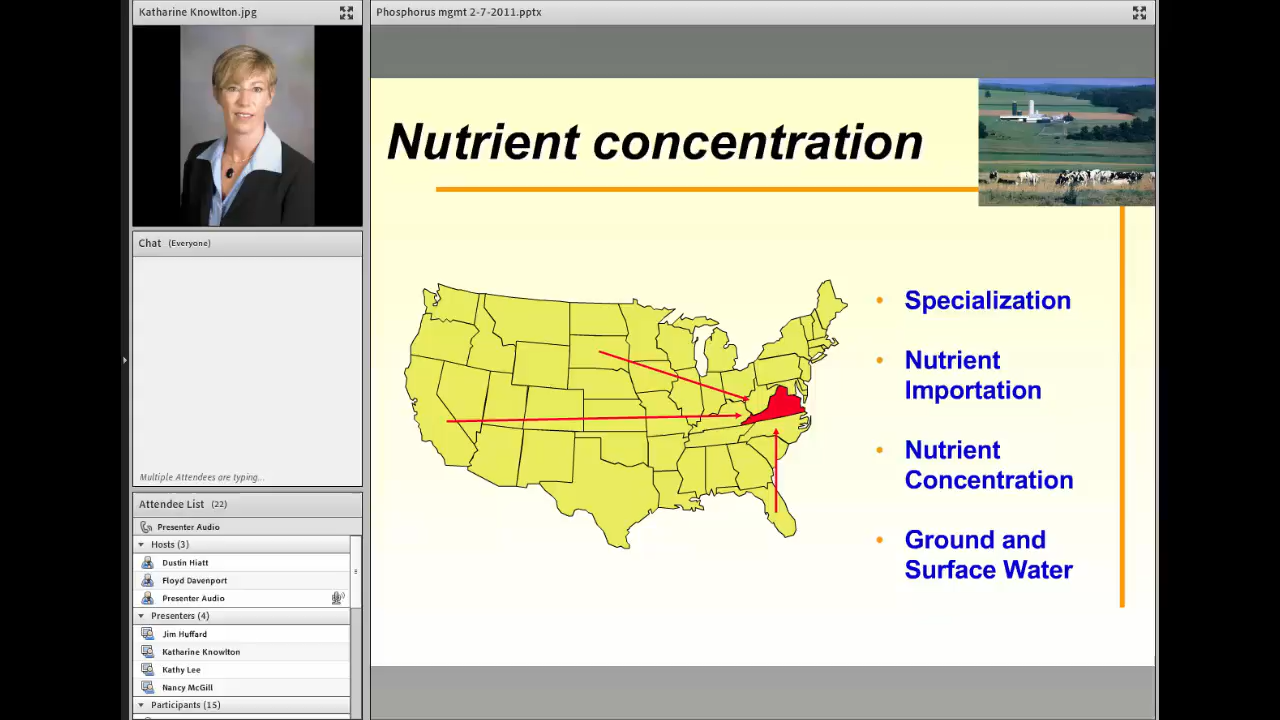 Katharine Knowlton.jpg
Phosphorus mgmt 2-7-2011.pptx
Nutrient concentration
• Specialization
• Nutrient
Importation
• Nutrient
Concentration
• Ground and
Surface Water
Chat (Everyone)
Multiple Attendees are typing...
Attendee List (22)
Presenter Audio
Hosts (3)
Dustin Hiatt
Floyd Davenport
Presenter Audio
Presenters (4)
Jim Huffard
Katharine Knowlton
Kathy Lee
Nancy McGill
Participants (15)